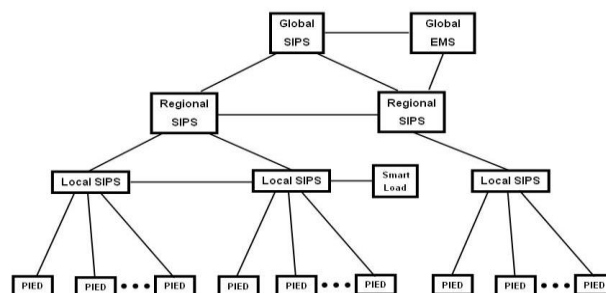 Global
SIPS
Global
EMS
Regional
SIPS
Regional
SIPS
Local SIPS
Local SIPS
Smart
Load
Local SIPS
PIED
PIED
PIED
PIED
PIED
PIED
PIED
PIED
PIED